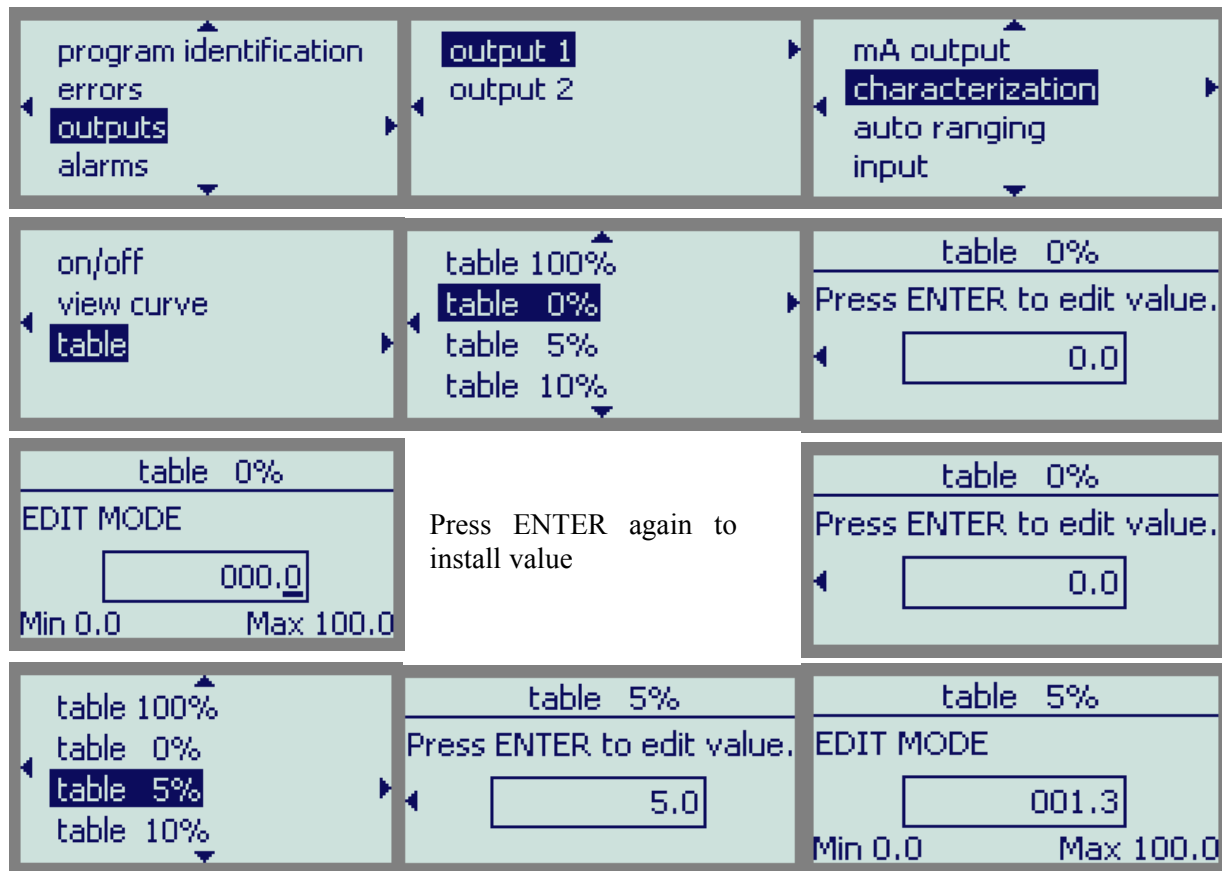 program identification
errors
outputs
alarms
output 1
output 2
mA output
characterization
auto ranging
input
on/off
view curve
table
table 100%
table 0%
table 5%
table 10%
table 0%
Press ENTER to edit value.
0.0
table 0%
EDIT MODE
000.0
Min 0.0 Max 100.0
Press ENTER again to
install value
table 0%
Press ENTER to edit value.
0.0
table 100%
table 0%
table 5%
table 10%
table 5%
Press ENTER to edit value.
5.0
table 5%
EDIT MODE
001.3
Min 0.0 Max 100.0